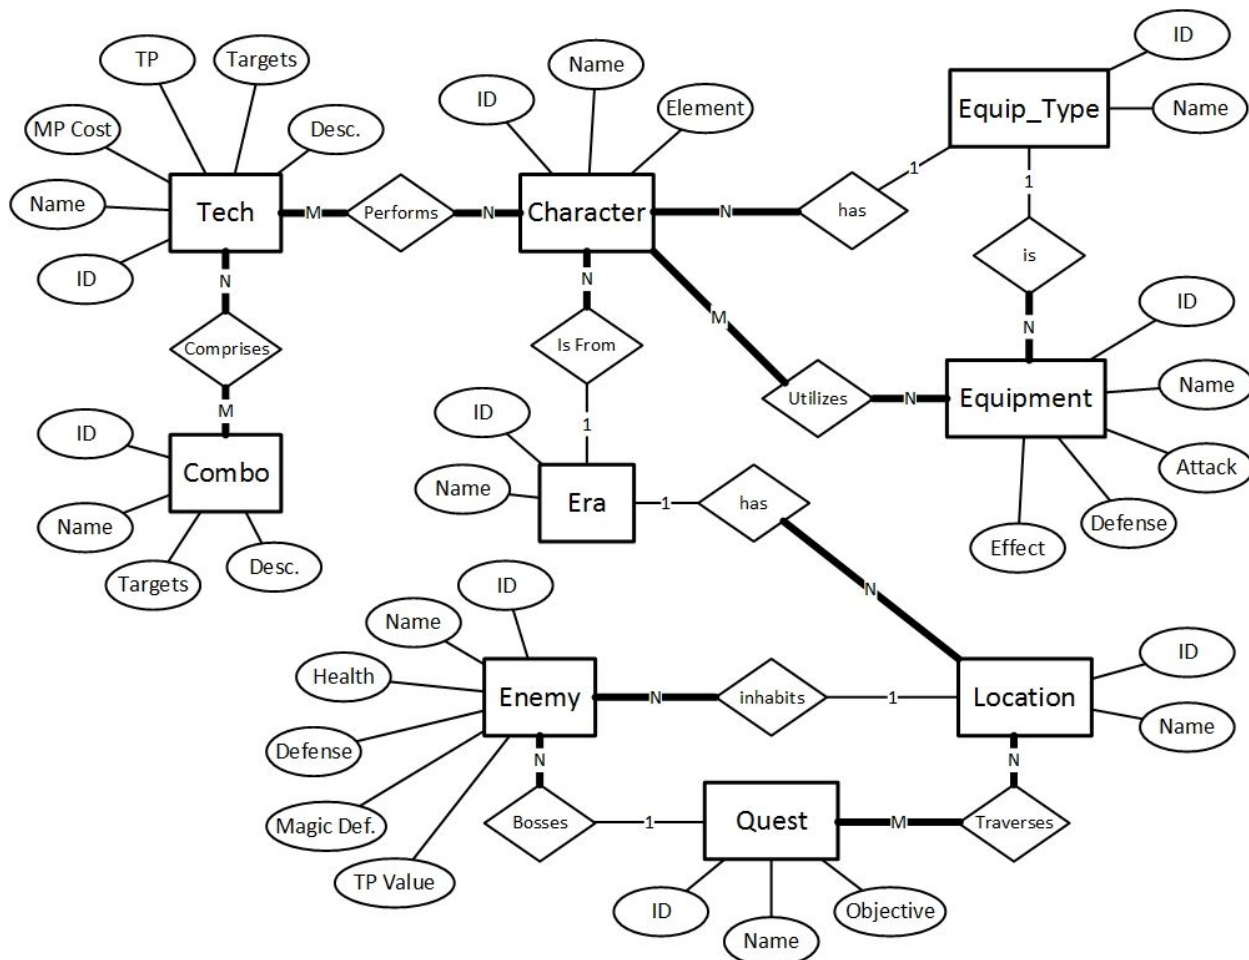 ID
Name
TP
Targets
Name
ID
Element
Equip_Type
MP Cost
Desc.
Name
Tech
M
Performs
N
Character
N
has
1
1
ID
N
N
is
Comprises
Is From
M
ID
N
Name
M
1
Utilizes
N
Equipment
Attack
ID
Combo
Name
ID
Name
Era
1
has
Effect
Defense
Targets
Desc.
N
ID
Name
Health
Enemy
N
inhabits
1
Location
ID
Name
Defense
Magic Def.
TP Value
N
Bosses
1
Quest
M
Traverses
N
ID
Name
Objective